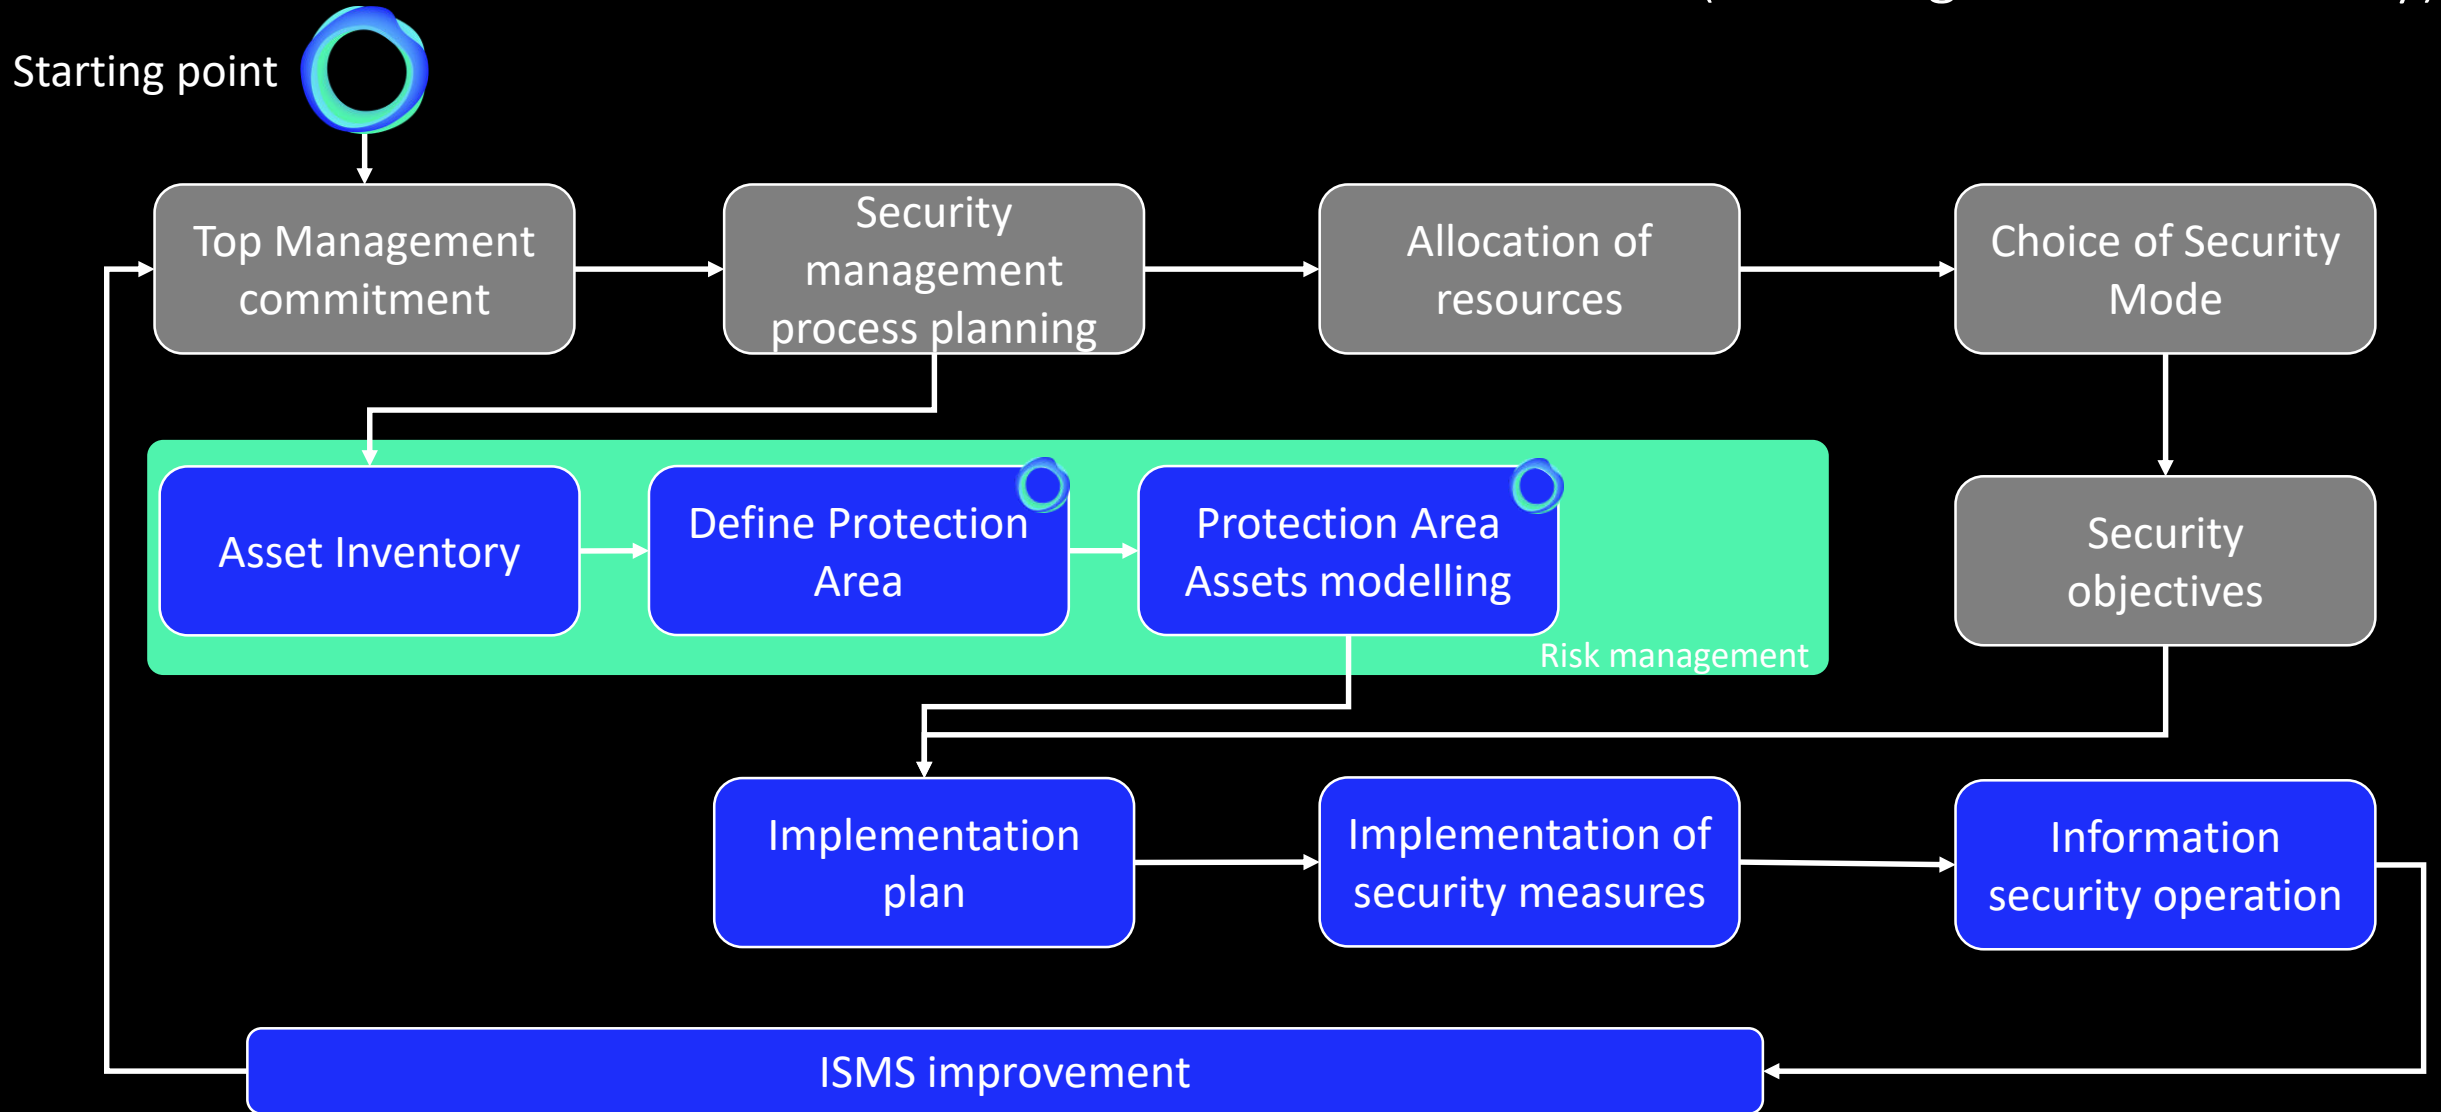 Starting point
Top Management
commitment
Security
management
process planning
Allocation of
resources
Choice of Security
Mode
Asset Inventory
Define Protection
Area
Protection Area
Assets modelling
Risk management
Security
objectives
Implementation
plan
Implementation of
security measures
Information
security operation
ISMS improvement